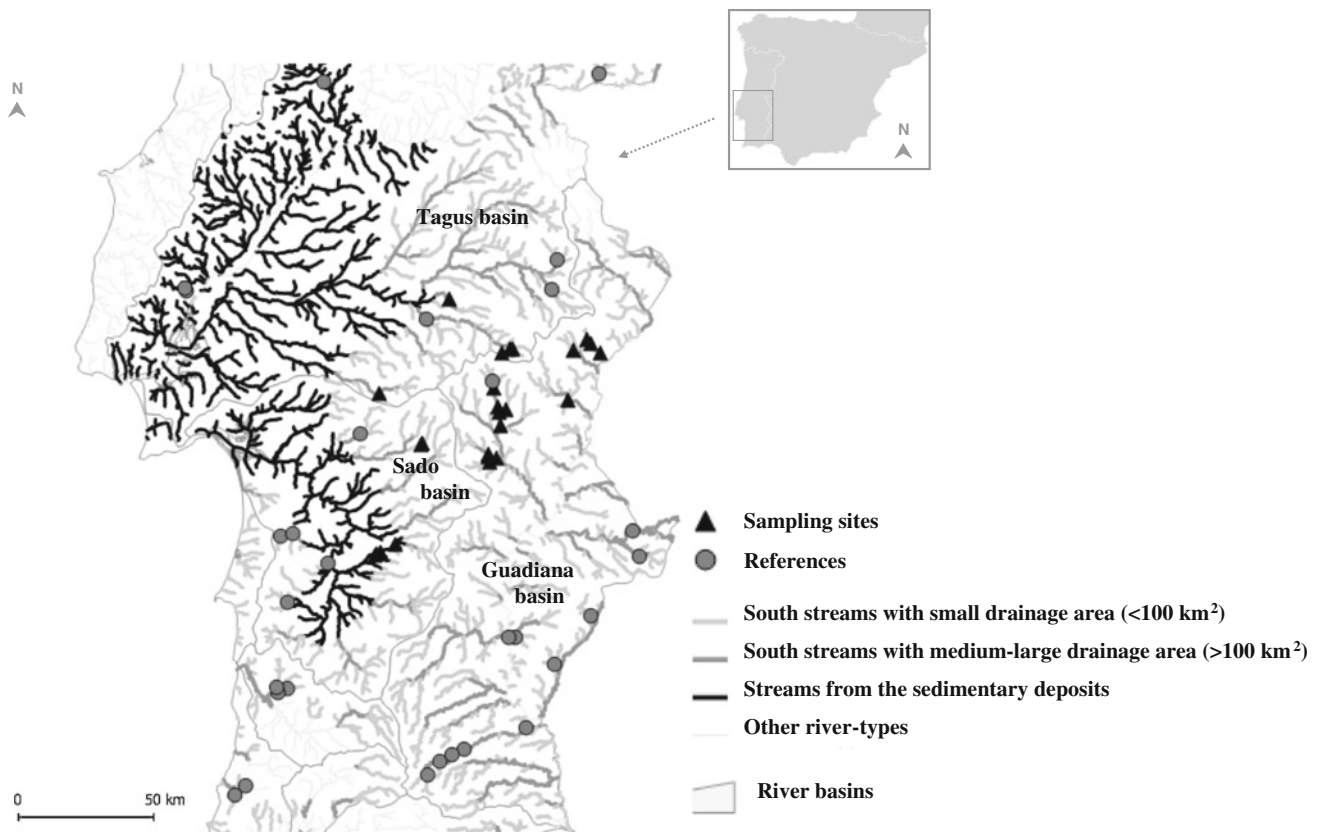 N
N
Tagus basin
Sado
basin
Guadiana
basin
Sampling sites
References
South streams with small drainage area (<100 km²)
South streams with medium-large drainage area (>100 km²)
Streams from the sedimentary deposits
Other river-types
River basins
0 50 km